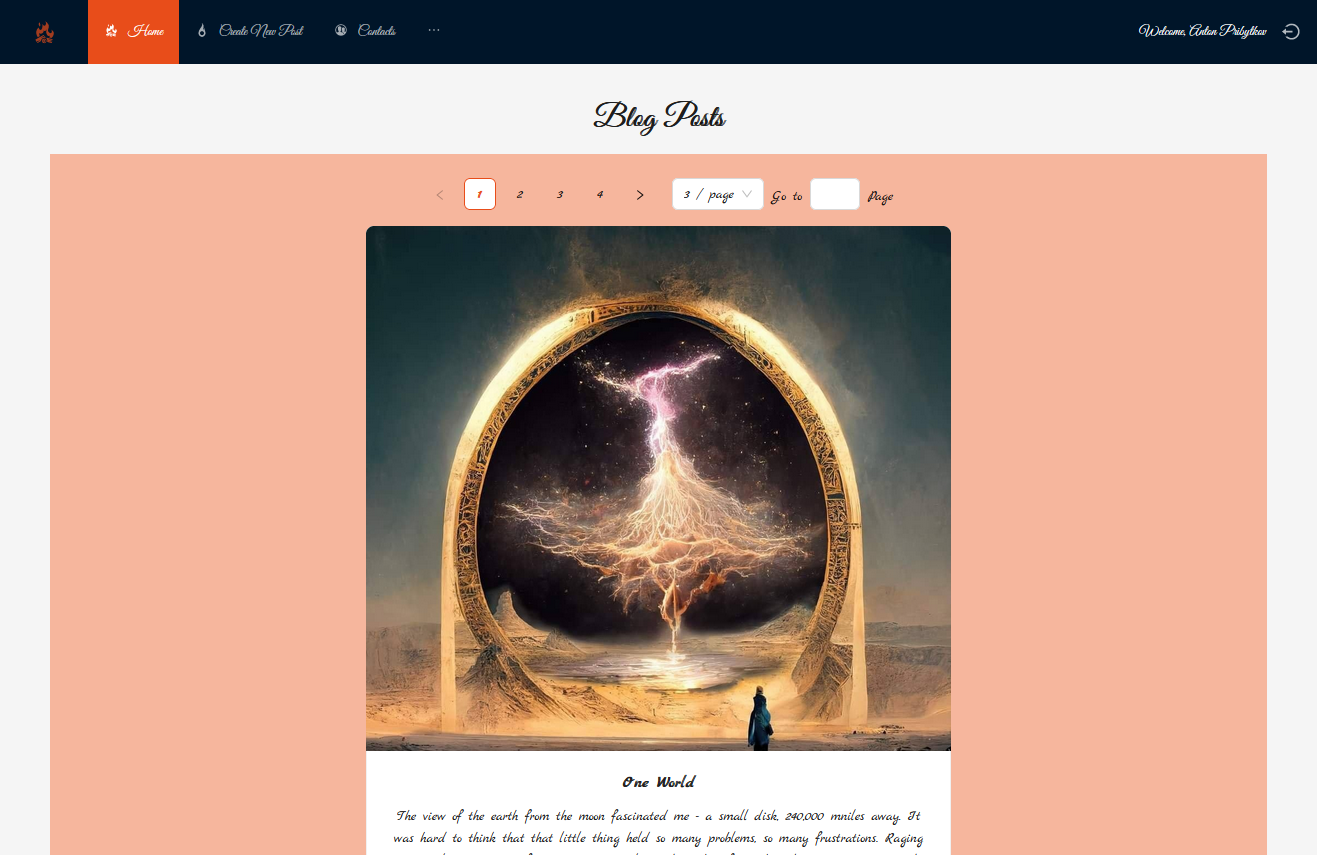 Home Create New Post Contacts ... Welcome, Anton Pribytkov
Blog Posts
< 1 2 3 4 > 3 / page Go to Page
One World
The view of the earth from the moon fascinated me - a small disk, 240,000 mniles away. It
was hard to think that that little thing held so many problems, so many frustrations. Raging